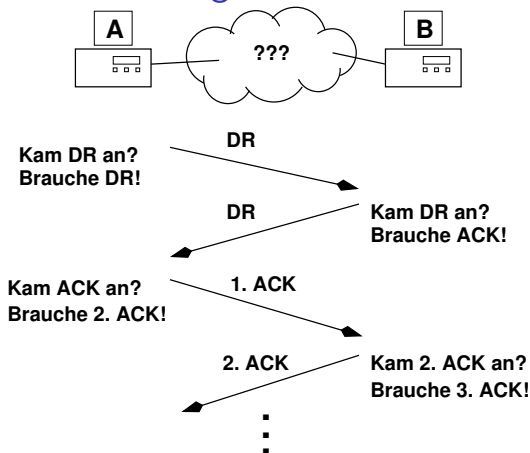 A
B
???
DR
Kam DR an?
Brauche DR!
DR
Kam DR an?
Brauche ACK!
1. ACK
Kam ACK an?
Brauche 2. ACK!
2. ACK
Kam 2. ACK an?
Brauche 3. ACK!